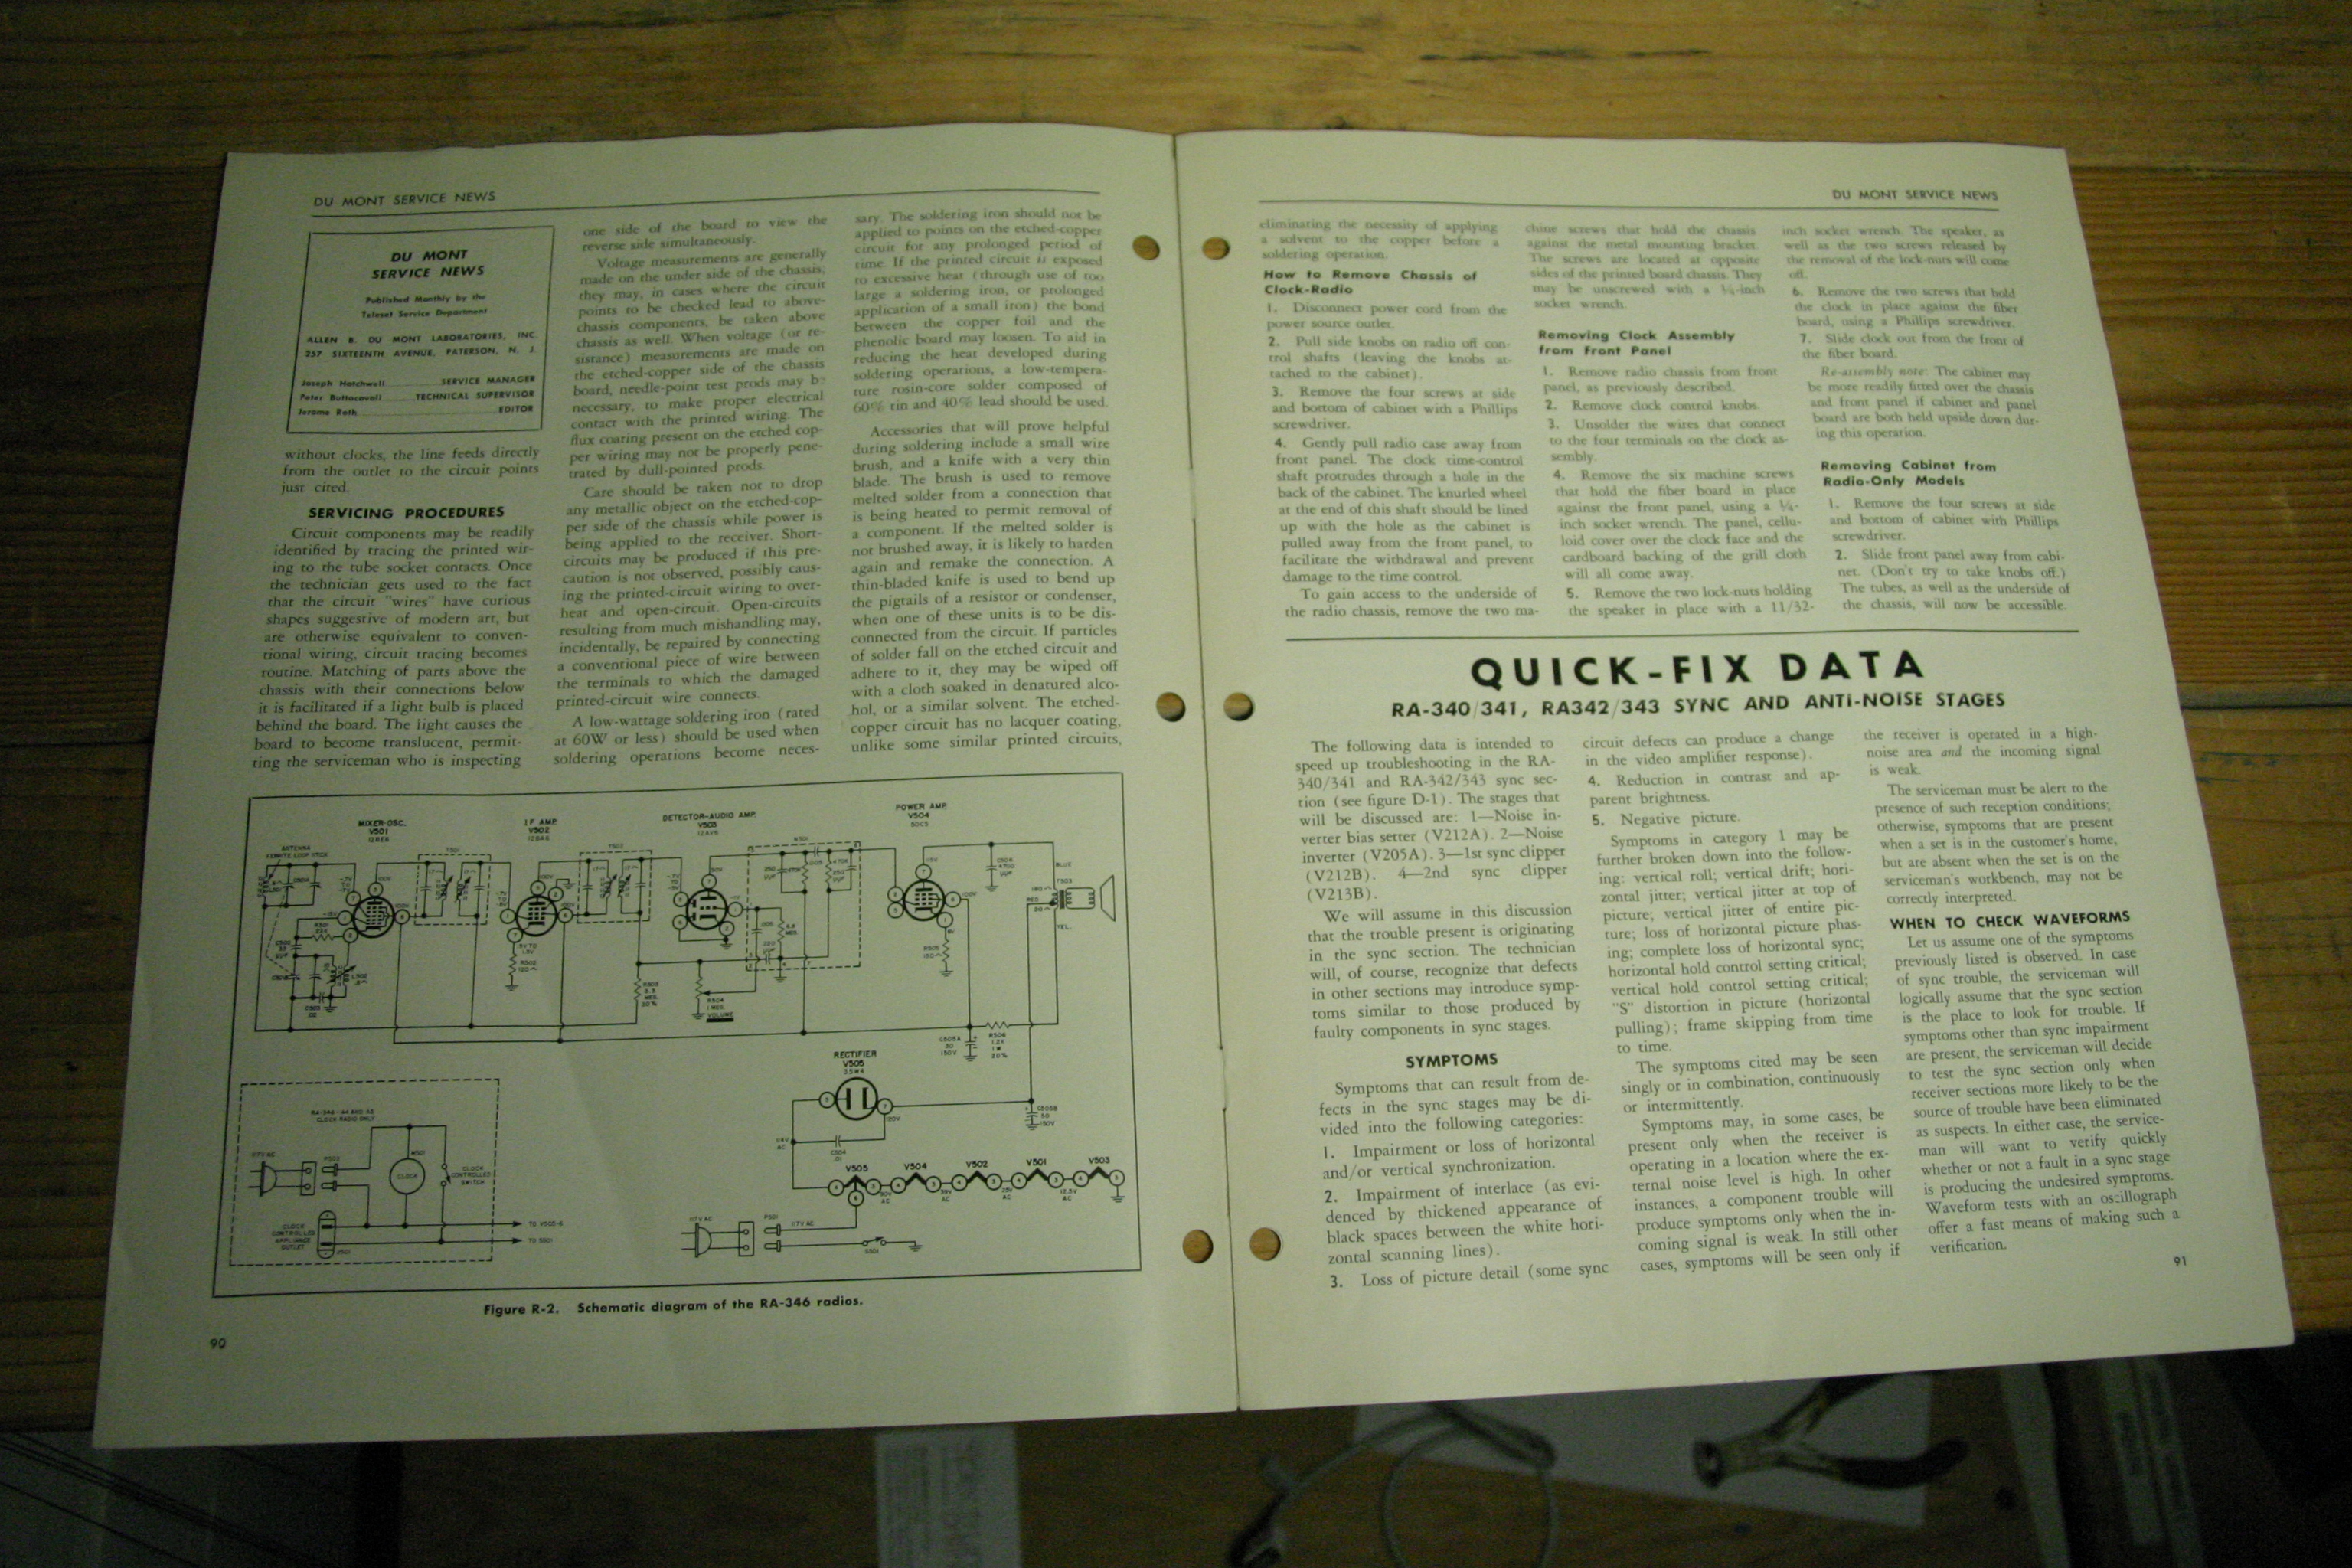 DU MONT SERVICE NEWS
DU MONT
SERVICE NEWS
Published Monthly by the
Teleset Service Department
ALLEN B. DU MONT LABORATORIES, INC.
257 SIXTEENTH AVENUE, PATERSON, N. J.
Joseph Hatchwell SERVICE MANAGER
Peter Buttacavoli TECHNICAL SUPERVISOR
Jerome Roth EDITOR
without clocks, the line feeds directly
from the outlet to the circuit points
just cited.
SERVICING PROCEDURES
Circuit components may be readily
identified by tracing the printed wir-
ing to the tube socket contacts. Once
the technician gets used to the fact
that the circuit "wires" have curious
shapes suggestive of modern art, but
are otherwise equivalent to conven-
tional wiring, circuit tracing becomes
routine. Matching of parts above the
chassis with their connections below
it is facilitated if a light bulb is placed
behind the board. The light causes the
board to become translucent, permit-
ting the serviceman who is inspecting
one side of the board to view the
reverse side simultaneously.
Voltage measurements are generally
made on the under side of the chassis,
they may, in cases where the circuit
points to be checked lead to above-
chassis components, be taken above
chassis as well. When voltage (or re-
sistance) measurements are made on
the etched-copper side of the chassis
board, needle-point test prods may be
necessary, to make proper electrical
contact with the printed wiring. The
flux coating present on the etched cop-
per wiring may not be properly pene-
trated by dull-pointed prods.
Care should be taken not to drop
any metallic object on the etched-cop-
per side of the chassis while power is
being applied to the receiver. Short-
circuits may be produced if this pre-
caution is not observed, possibly caus-
ing the printed-circuit wiring to over-
heat and open-circuit. Open-circuits
resulting from much mishandling may,
incidentally, be repaired by connecting
a conventional piece of wire between
the terminals to which the damaged
printed-circuit wire connects.
A low-wattage soldering iron (rated
at 60W or less) should be used when
soldering operations become neces-
sary. The soldering iron should not be
applied to points on the etched-copper
circuit for any prolonged period of
time. If the printed circuit is exposed
to excessive heat (through use of too
large a soldering iron, or prolonged
application of a small iron) the bond
between the copper foil and the
phenolic board may loosen. To aid in
reducing the heat developed during
soldering operations, a low-tempera-
ture rosin-core solder composed of
60% tin and 40% lead should be used.
Accessories that will prove helpful
during soldering include a small wire
brush, and a knife with a very thin
blade. The brush is used to remove
melted solder from a connection that
is being heated to permit removal of
a component. If the melted solder is
not brushed away, it is likely to harden
again and remake the connection. A
thin-bladed knife is used to bend up
the pigtails of a resistor or condenser,
when one of these units is to be dis-
connected from the circuit. If particles
of solder fall on the etched circuit and
adhere to it, they may be wiped off
with a cloth soaked in denatured alco-
hol, or a similar solvent. The etched-
copper circuit has no lacquer coating,
unlike some similar printed circuits,
MIXER-OSC.
V501
12BE6
I F AMP.
V502
12BA6
DETECTOR-AUDIO AMP.
V503
12AV6
POWER AMP.
V504
50C5
ANTENNA
FERRITE LOOP STICK
T501
T502
BLUE
RED
YEL.
R504
1 MEG.
VOLUME
R506
1.2K
1W
20%
C505A
30
150V
C505B
50
150V
RECTIFIER
V505
35W4
120V
C504
.01
RA-346-A4 AND A5
CLOCK RADIO ONLY
117V AC
CLOCK
CLOCK
CONTROLLED
SWITCH
CLOCK
CONTROLLED
APPLIANCE
OUTLET
TO V505-6
TO S501
V505 V504 V502 V501 V503
117V AC
P501
117V AC
S501
Figure R-2. Schematic diagram of the RA-346 radios.
90
DU MONT SERVICE NEWS
eliminating the necessity of applying
a solvent to the copper before a
soldering operation.
How to Remove Chassis of
Clock-Radio
1. Disconnect power cord from the
power source outlet.
2. Pull side knobs on radio off con-
trol shafts (leaving the knobs at-
tached to the cabinet).
3. Remove the four screws at side
and bottom of cabinet with a Phillips
screwdriver.
4. Gently pull radio case away from
front panel. The clock time-control
shaft protrudes through a hole in the
back of the cabinet. The knurled wheel
at the end of this shaft should be lined
up with the hole as the cabinet is
pulled away from the front panel, to
facilitate the withdrawal and prevent
damage to the time control.
To gain access to the underside of
the radio chassis, remove the two ma-
chine screws that hold the chassis
against the metal mounting bracket.
The screws are located at opposite
sides of the printed board chassis. They
may be unscrewed with a ¼-inch
socket wrench.
Removing Clock Assembly
from Front Panel
1. Remove radio chassis from front
panel, as previously described.
2. Remove clock control knobs.
3. Unsolder the wires that connect
to the four terminals on the clock as-
sembly.
4. Remove the six machine screws
that hold the fiber board in place
against the front panel, using a ¼-
inch socket wrench. The panel, cellu-
loid cover over the clock face and the
cardboard backing of the grill cloth
will all come away.
5. Remove the two lock-nuts holding
the speaker in place with a 11/32-
inch socket wrench. The speaker, as
well as the two screws released by
the removal of the lock-nuts will come
off.
6. Remove the two screws that hold
the clock in place against the fiber
board, using a Phillips screwdriver.
7. Slide clock out from the front of
the fiber board.
Re-assembly note: The cabinet may
be more readily fitted over the chassis
and front panel if cabinet and panel
board are both held upside down dur-
ing this operation.
Removing Cabinet from
Radio-Only Models
1. Remove the four screws at side
and bottom of cabinet with Phillips
screwdriver.
2. Slide front panel away from cabi-
net. (Don't try to take knobs off.)
The tubes, as well as the underside of
the chassis, will now be accessible.
QUICK-FIX DATA
RA-340/341, RA342/343 SYNC AND ANTI-NOISE STAGES
The following data is intended to
speed up troubleshooting in the RA-
340/341 and RA-342/343 sync sec-
tion (see figure D-1). The stages that
will be discussed are: 1—Noise in-
verter bias setter (V212A). 2—Noise
inverter (V205A). 3—1st sync clipper
(V212B). 4—2nd sync clipper
(V213B).
We will assume in this discussion
that the trouble present is originating
in the sync section. The technician
will, of course, recognize that defects
in other sections may introduce symp-
toms similar to those produced by
faulty components in sync stages.
SYMPTOMS
Symptoms that can result from de-
fects in the sync stages may be di-
vided into the following categories:
1. Impairment or loss of horizontal
and/or vertical synchronization.
2. Impairment of interlace (as evi-
denced by thickened appearance of
black spaces between the white hori-
zontal scanning lines).
3. Loss of picture detail (some sync
circuit defects can produce a change
in the video amplifier response).
4. Reduction in contrast and ap-
parent brightness.
5. Negative picture.
Symptoms in category 1 may be
further broken down into the follow-
ing: vertical roll; vertical drift; hori-
zontal jitter; vertical jitter at top of
picture; vertical jitter of entire pic-
ture; loss of horizontal picture phas-
ing; complete loss of horizontal sync;
horizontal hold control setting critical;
vertical hold control setting critical;
"S" distortion in picture (horizontal
pulling); frame skipping from time
to time.
The symptoms cited may be seen
singly or in combination, continuously
or intermittently.
Symptoms may, in some cases, be
present only when the receiver is
operating in a location where the ex-
ternal noise level is high. In other
instances, a component trouble will
produce symptoms only when the in-
coming signal is weak. In still other
cases, symptoms will be seen only if
the receiver is operated in a high-
noise area and the incoming signal
is weak.
The serviceman must be alert to the
presence of such reception conditions;
otherwise, symptoms that are present
when a set is in the customer's home,
but are absent when the set is on the
serviceman's workbench, may not be
correctly interpreted.
WHEN TO CHECK WAVEFORMS
Let us assume one of the symptoms
previously listed is observed. In case
of sync trouble, the serviceman will
logically assume that the sync section
is the place to look for trouble. If
symptoms other than sync impairment
are present, the serviceman will decide
to test the sync section only when
receiver sections more likely to be the
source of trouble have been eliminated
as suspects. In either case, the service-
man will want to verify quickly
whether or not a fault in a sync stage
is producing the undesired symptoms.
Waveform tests with an oscillograph
offer a fast means of making such a
verification.
91